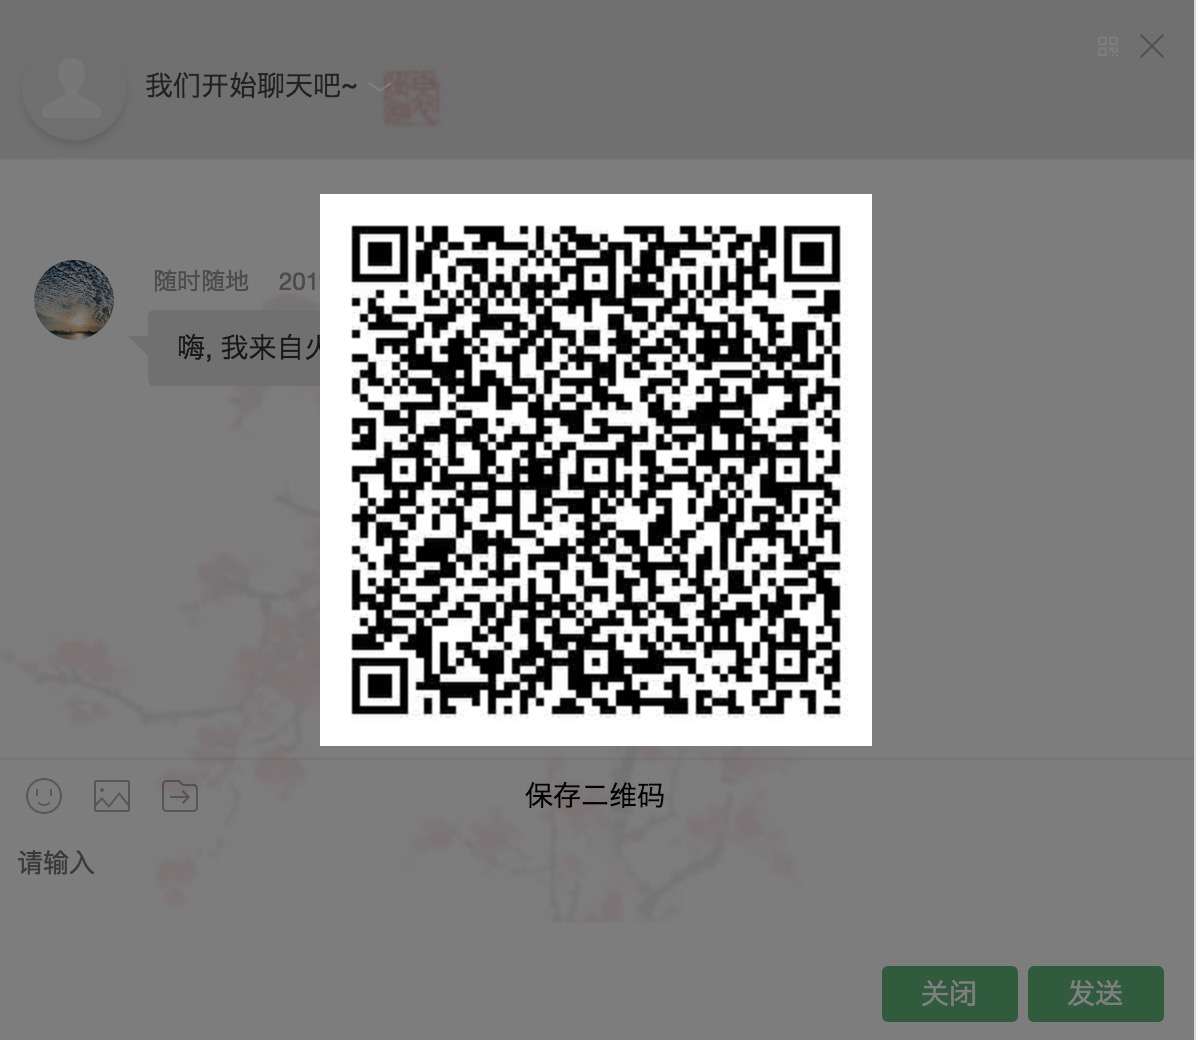 我们开始聊天吧~
随时随地 201
嗨, 我来自
保存二维码
请输入
关闭 发送